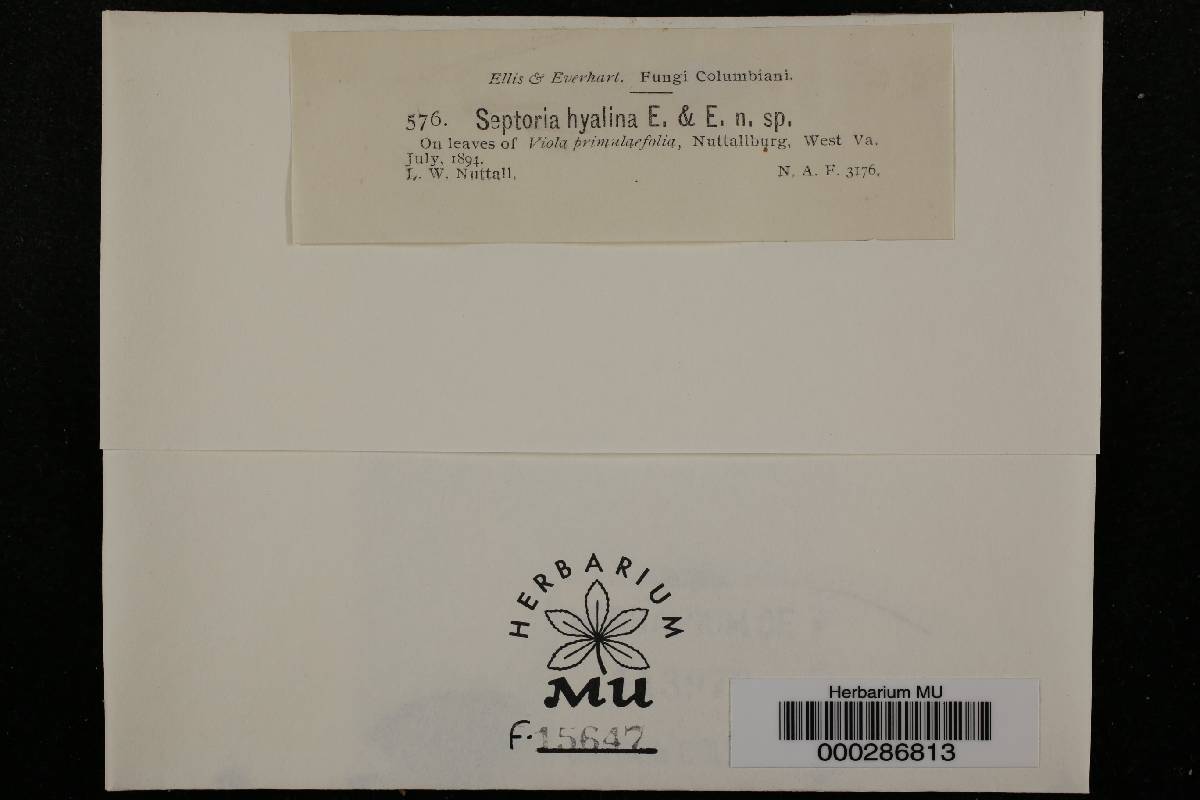 Ellis & Everhart. Fungi Columbiani.
576. Septoria hyalina E. & E. n. sp.
On leaves of Viola primulaefolia, Nuttallburg, West Va.
July, 1894.
L. W. Nuttall. N. A. F. 3176.
HERBARIUM
MU
F. 15647
Herbarium MU
000286813